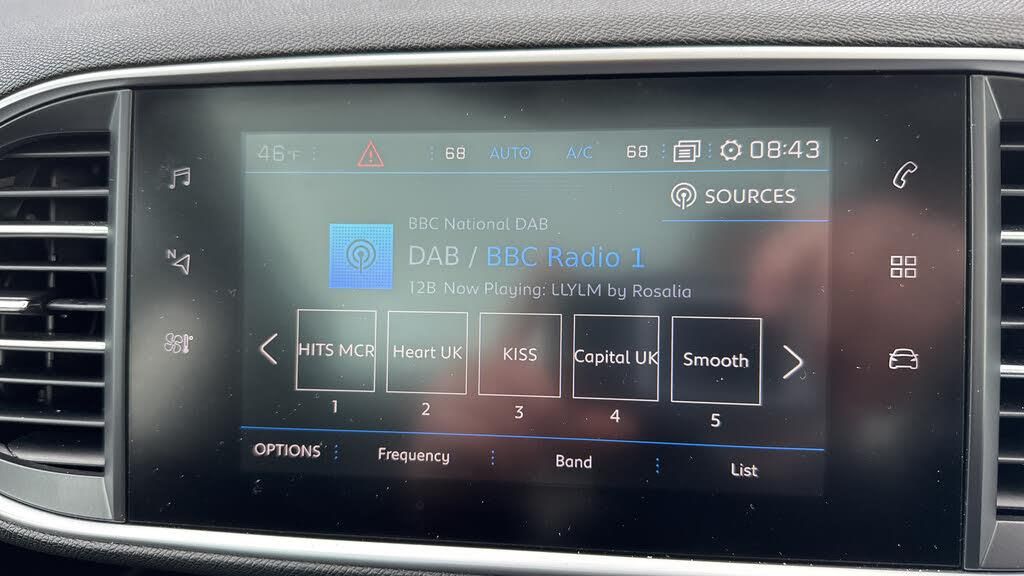 46°F 68 AUTO A/C 68 08:43
SOURCES
BBC National DAB
DAB / BBC Radio 1
12B Now Playing: LLYLM by Rosalia
HITS MCR Heart UK KISS Capital UK Smooth
1 2 3 4 5
OPTIONS Frequency Band List
N